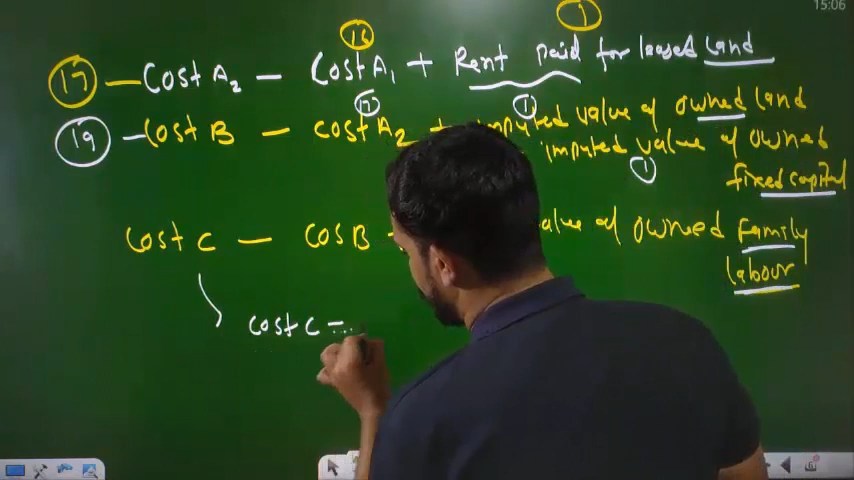 15:06
16 1
17 — Cost A2 — Cost A1 + Rent paid for leased land
17 1
19 — Cost B — cost A2 + imputed value of owned land
imputed value of owned
1
fixed capital
cost C — cos B value of owned Family
labour
cost C =